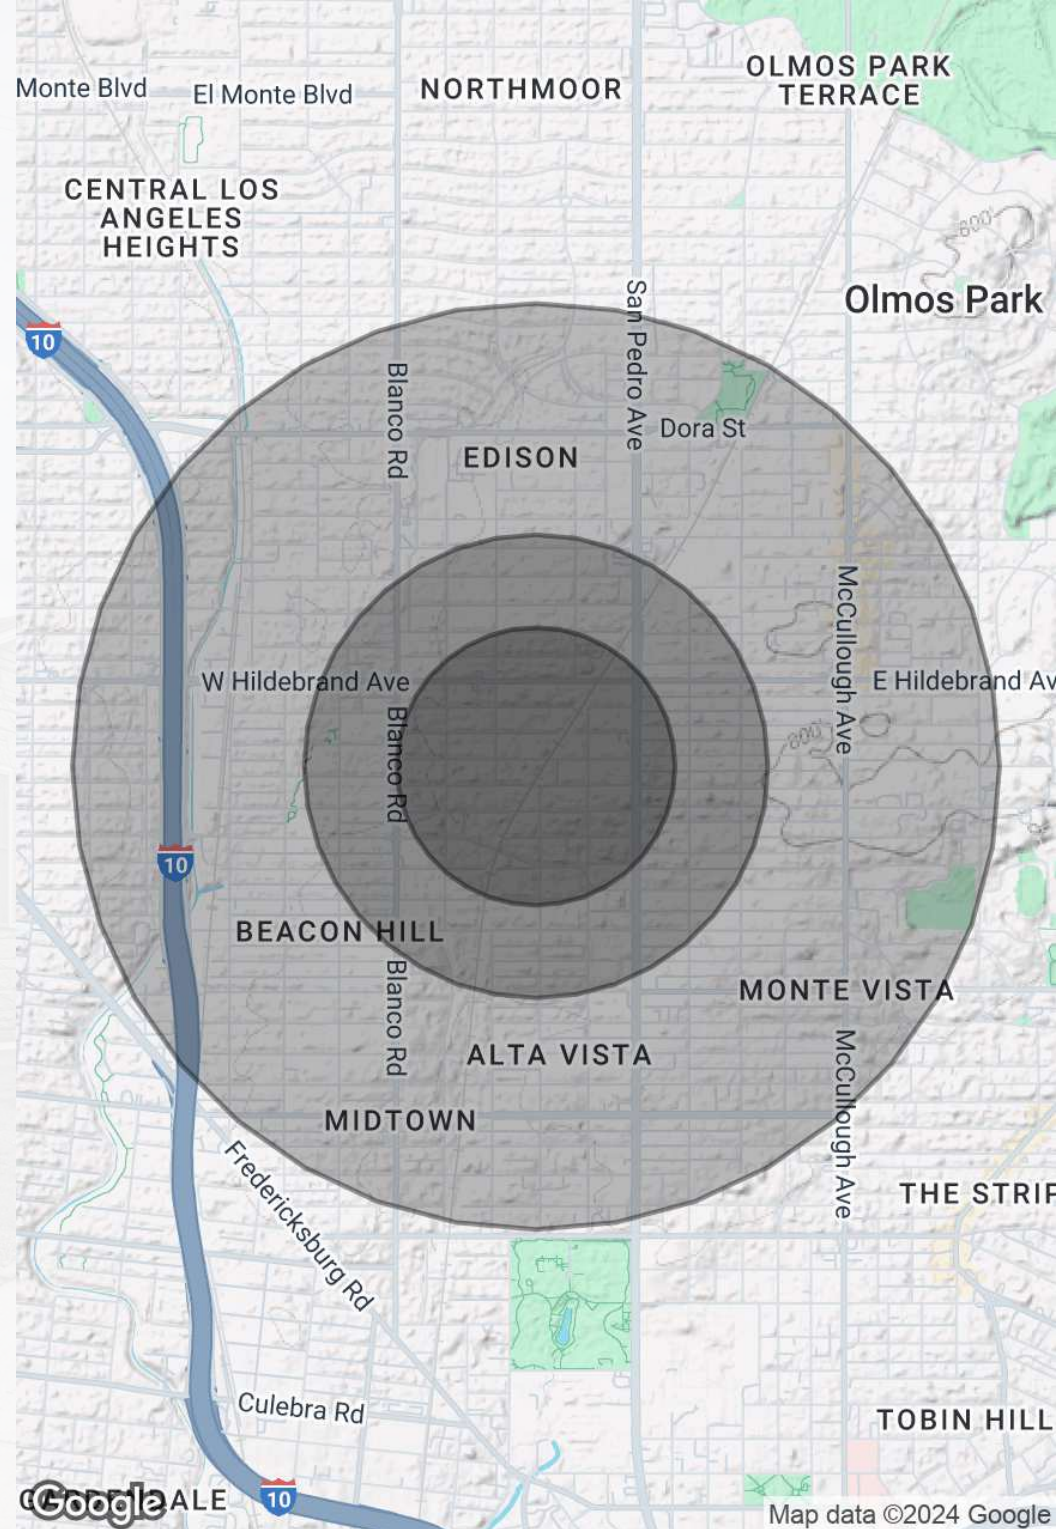 OLMOS PARK
TERRACE
Monte Blvd
El Monte Blvd
NORTHMOOR
CENTRAL LOS
ANGELES
HEIGHTS
Olmos Park
800'
10
San Pedro Ave
Blanco Rd
Dora St
EDISON
McCullough Ave
W Hildebrand Ave
E Hildebrand Av
Blanco Rd
800'
10
BEACON HILL
Blanco Rd
MONTE VISTA
ALTA VISTA
MIDTOWN
McCullough Ave
Fredericksburg Rd
THE STRIP
Culebra Rd
TOBIN HILL
GARDENDALE
Google
10
Map data ©2024 Google